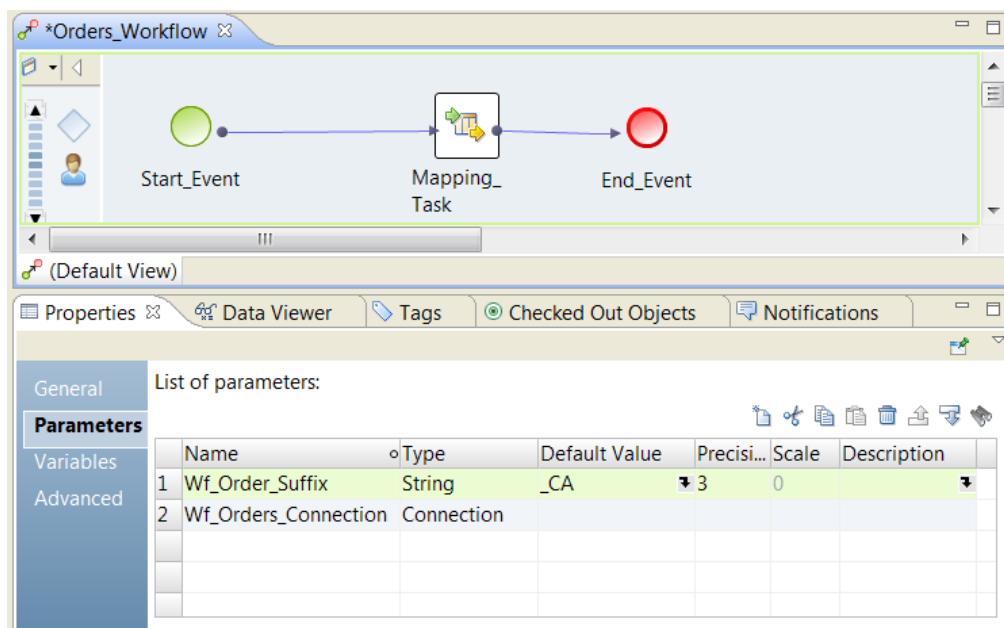 *Orders_Workflow
Start_Event
Mapping_
Task
End_Event
(Default View)
Properties Data Viewer Tags Checked Out Objects Notifications
General
Parameters
Variables
Advanced
List of parameters:
Name Type Default Value Precisi... Scale Description
1 Wf_Order_Suffix String _CA 3 0
2 Wf_Orders_Connection Connection